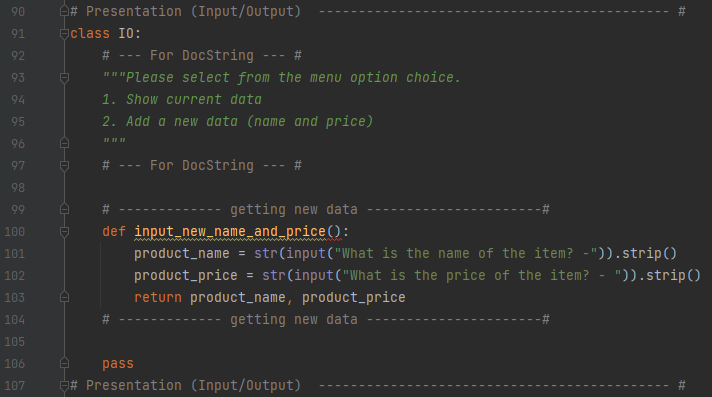 90 # Presentation (Input/Output) -------------------------------------------- #
91 class IO:
92     # --- For DocString --- #
93     """Please select from the menu option choice.
94     1. Show current data
95     2. Add a new data (name and price)
96     """
97     # --- For DocString --- #
98
99     # ------------- getting new data ----------------------#
100     def input_new_name_and_price():
101         product_name = str(input("What is the name of the item? -")).strip()
102         product_price = str(input("What is the price of the item? - ")).strip()
103         return product_name, product_price
104     # ------------- getting new data ----------------------#
105
106     pass
107 # Presentation (Input/Output) -------------------------------------------- #